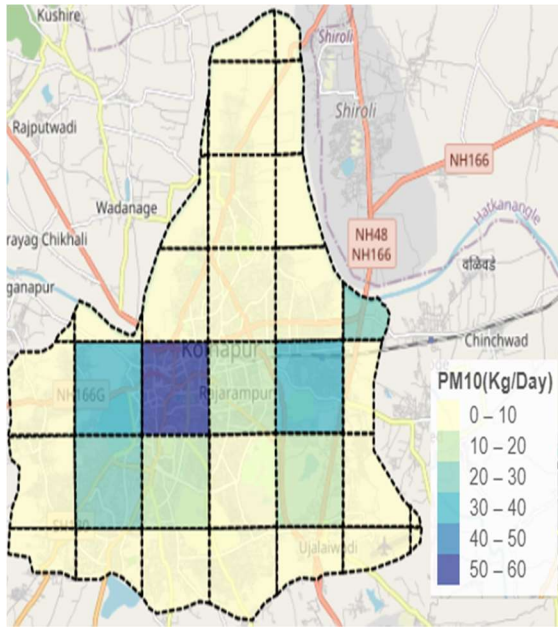 Kushire
Shiroli
Shiroli
Rajputwadi
NH166
Wadanage
Hatkanangle
rayag Chikhali
NH48
NH166
वळिवडे
ganapur
Chinchwad
Kolhapur
PM10(Kg/Day)
NH166G
Rajarampur
0 – 10
10 – 20
20 – 30
30 – 40
40 – 50
50 – 60
Ujalaiwadi